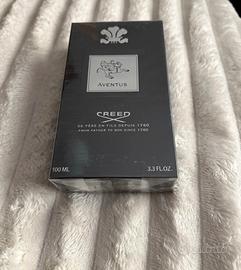 AVENTUS
CREED
DE PÈRE EN FILS DEPUIS 1760
FROM FATHER TO SON SINCE 1760
100 ML 3.3 FL.OZ.